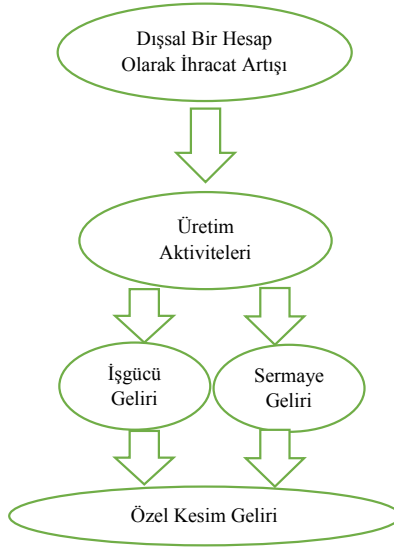 Dışsal Bir Hesap
Olarak İhracat Artışı
Üretim
Aktiviteleri
İşgücü
Geliri
Sermaye
Geliri
Özel Kesim Geliri